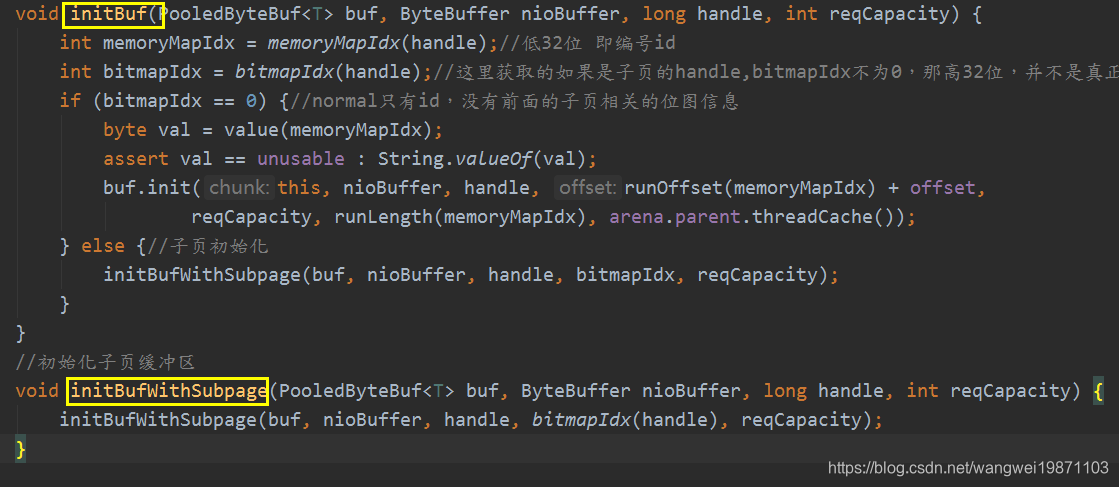 void initBuf(PooledByteBuf<T> buf, ByteBuffer nioBuffer, long handle, int reqCapacity) {
int memoryMapIdx = memoryMapIdx(handle);//低32位 即编号id
int bitmapIdx = bitmapIdx(handle);//这里获取的如果是子页的handle,bitmapIdx不为0，那高32位，并不是真正
if (bitmapIdx == 0) {//normal只有id，没有前面的子页相关的位图信息
byte val = value(memoryMapIdx);
assert val == unusable : String.valueOf(val);
buf.init( chunk: this, nioBuffer, handle, offset: runOffset(memoryMapIdx) + offset,
reqCapacity, runLength(memoryMapIdx), arena.parent.threadCache());
} else {//子页初始化
initBufWithSubpage(buf, nioBuffer, handle, bitmapIdx, reqCapacity);
}
}
//初始化子页缓冲区
void initBufWithSubpage(PooledByteBuf<T> buf, ByteBuffer nioBuffer, long handle, int reqCapacity) {
initBufWithSubpage(buf, nioBuffer, handle, bitmapIdx(handle), reqCapacity);
}
https://blog.csdn.net/wangwei19871103